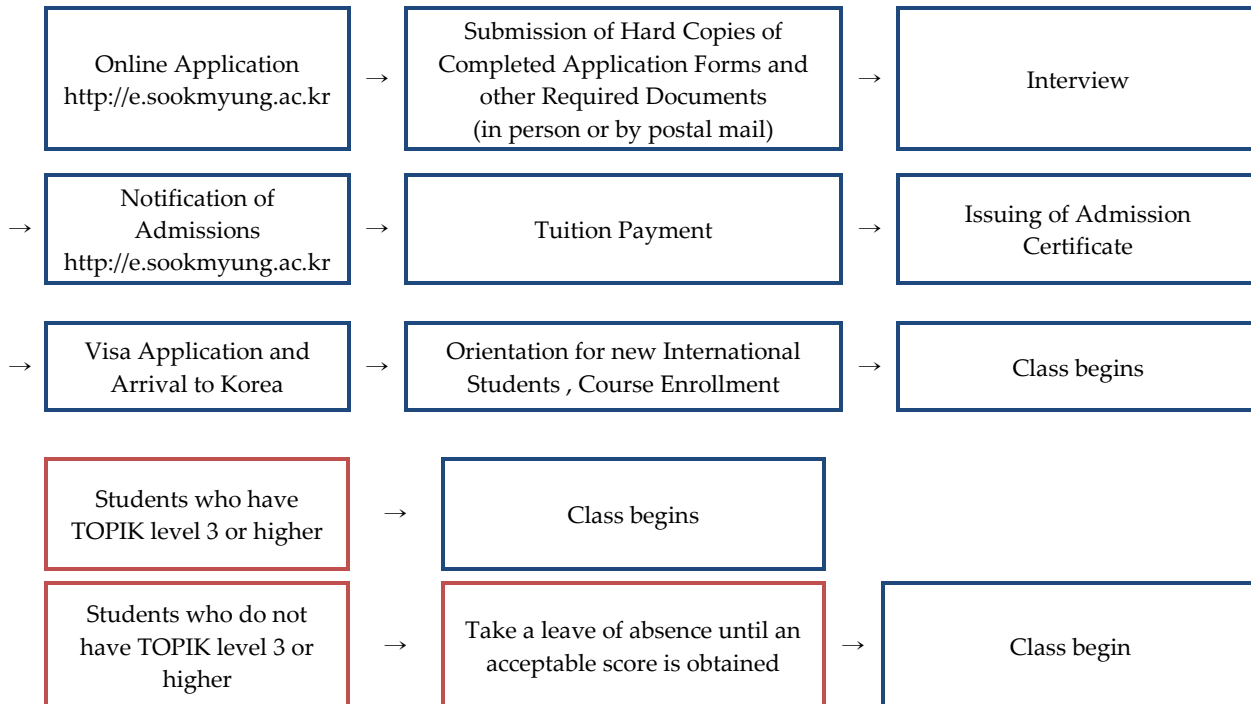 Online Application
http://e.sookmyung.ac.kr
→
Submission of Hard Copies of
Completed Application Forms and
other Required Documents
(in person or by postal mail)
→
Interview
→
Notification of
Admissions
http://e.sookmyung.ac.kr
→
Tuition Payment
→
Issuing of Admission
Certificate
→
Visa Application and
Arrival to Korea
→
Orientation for new International
Students , Course Enrollment
→
Class begins
Students who have
TOPIK level 3 or higher
→
Class begins
Students who do not
have TOPIK level 3 or
higher
→
Take a leave of absence until an
acceptable score is obtained
→
Class begin